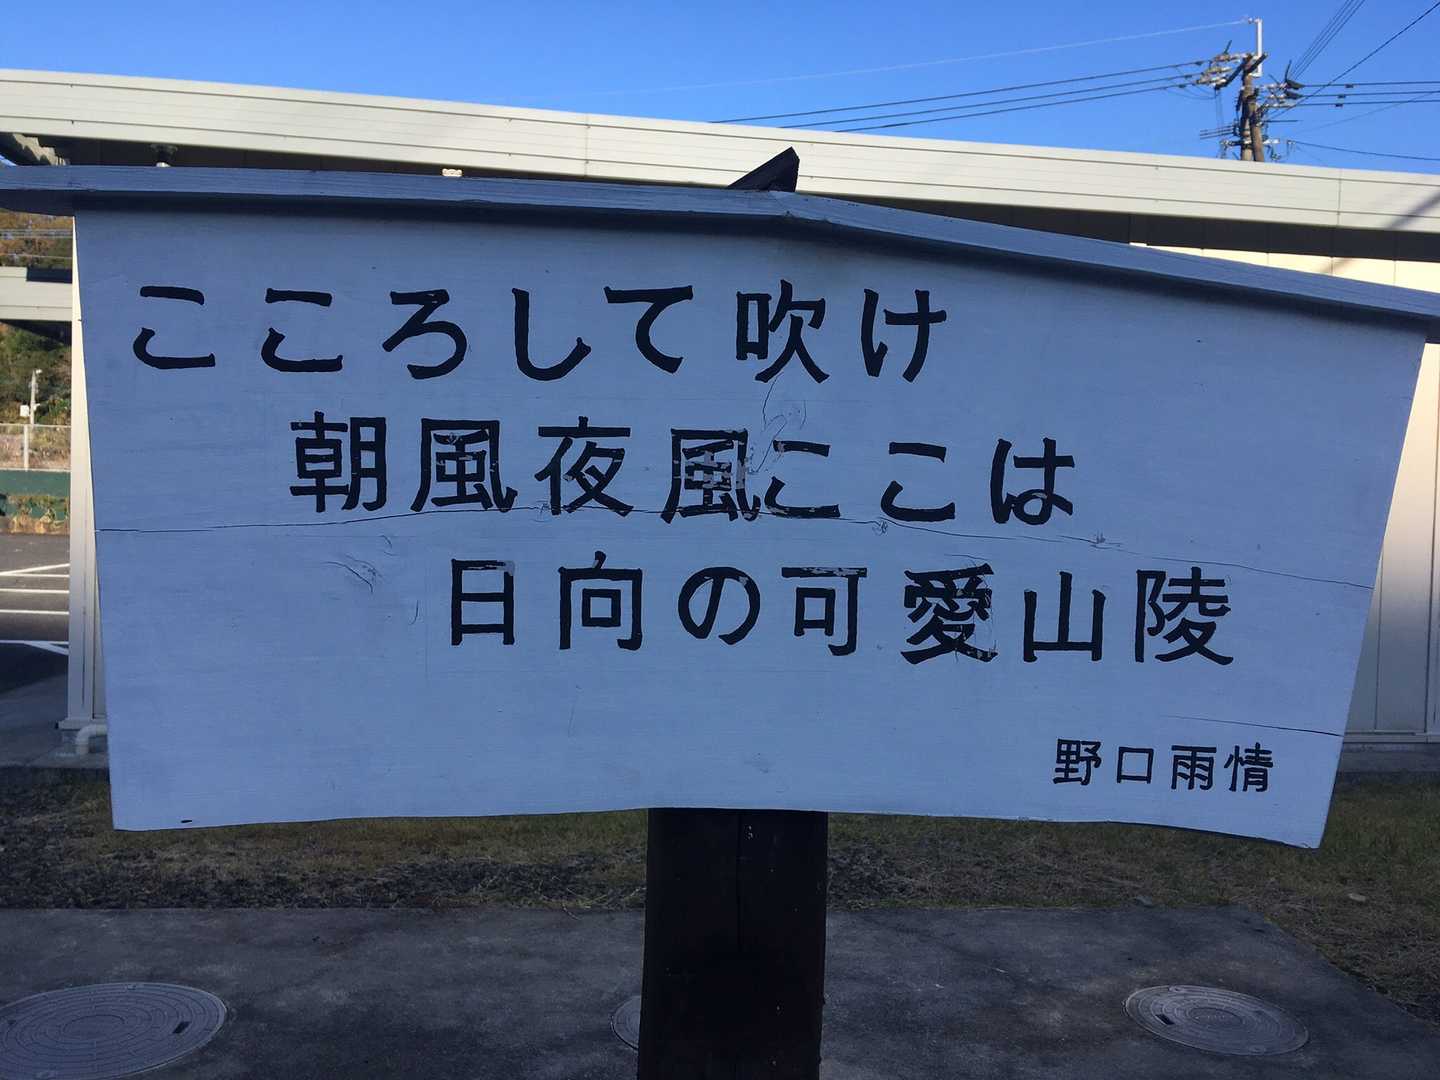 こころして吹け
朝風夜風ここは
日向の可愛山陵
野口雨情